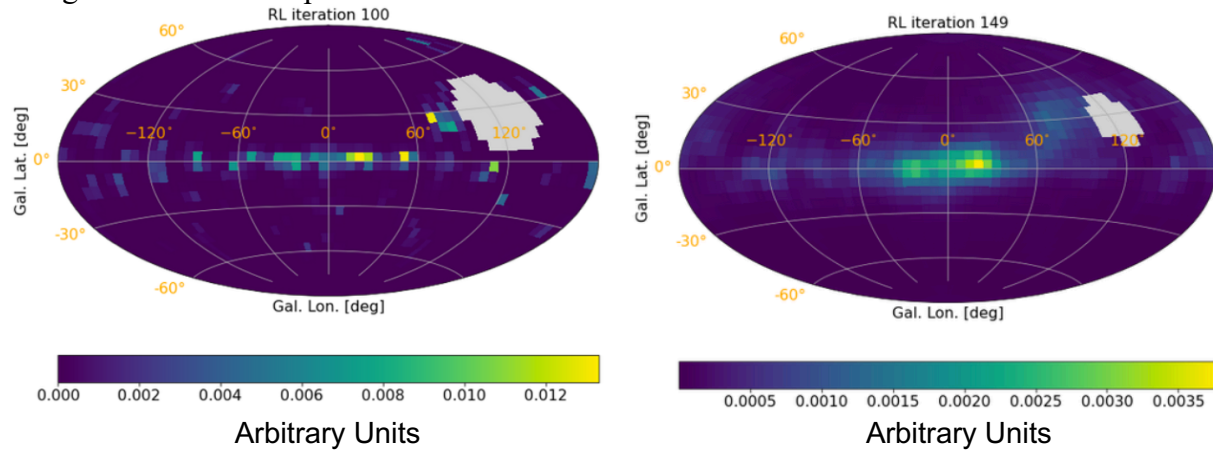 RL iteration 100
60°
30°
−120° −60° 0° 60° 120°
0°
-30°
-60°
Gal. Lat. [deg]
Gal. Lon. [deg]
0.000 0.002 0.004 0.006 0.008 0.010 0.012
Arbitrary Units
RL iteration 149
60°
30°
−120° −60° 0° 60° 120°
0°
-30°
-60°
Gal. Lat. [deg]
Gal. Lon. [deg]
0.0005 0.0010 0.0015 0.0020 0.0025 0.0030 0.0035
Arbitrary Units